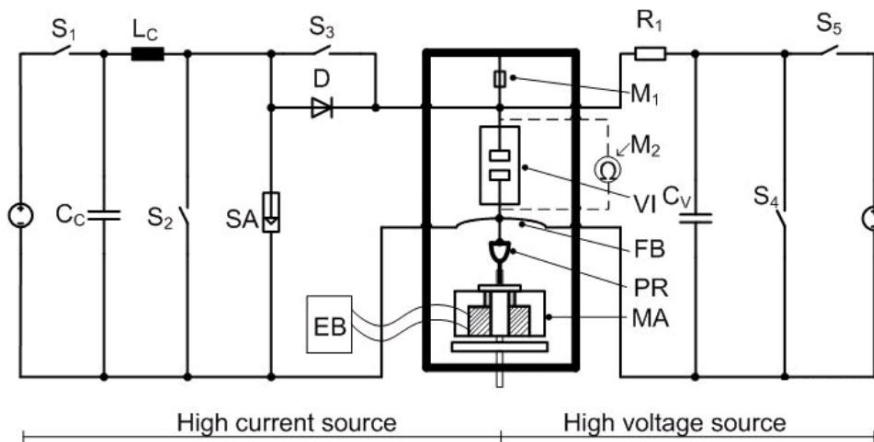 S1
LC
S3
R1
S5
D
M1
M2
Ω
CC
S2
SA
VI
CV
S4
FB
PR
MA
EB
High current source
High voltage source